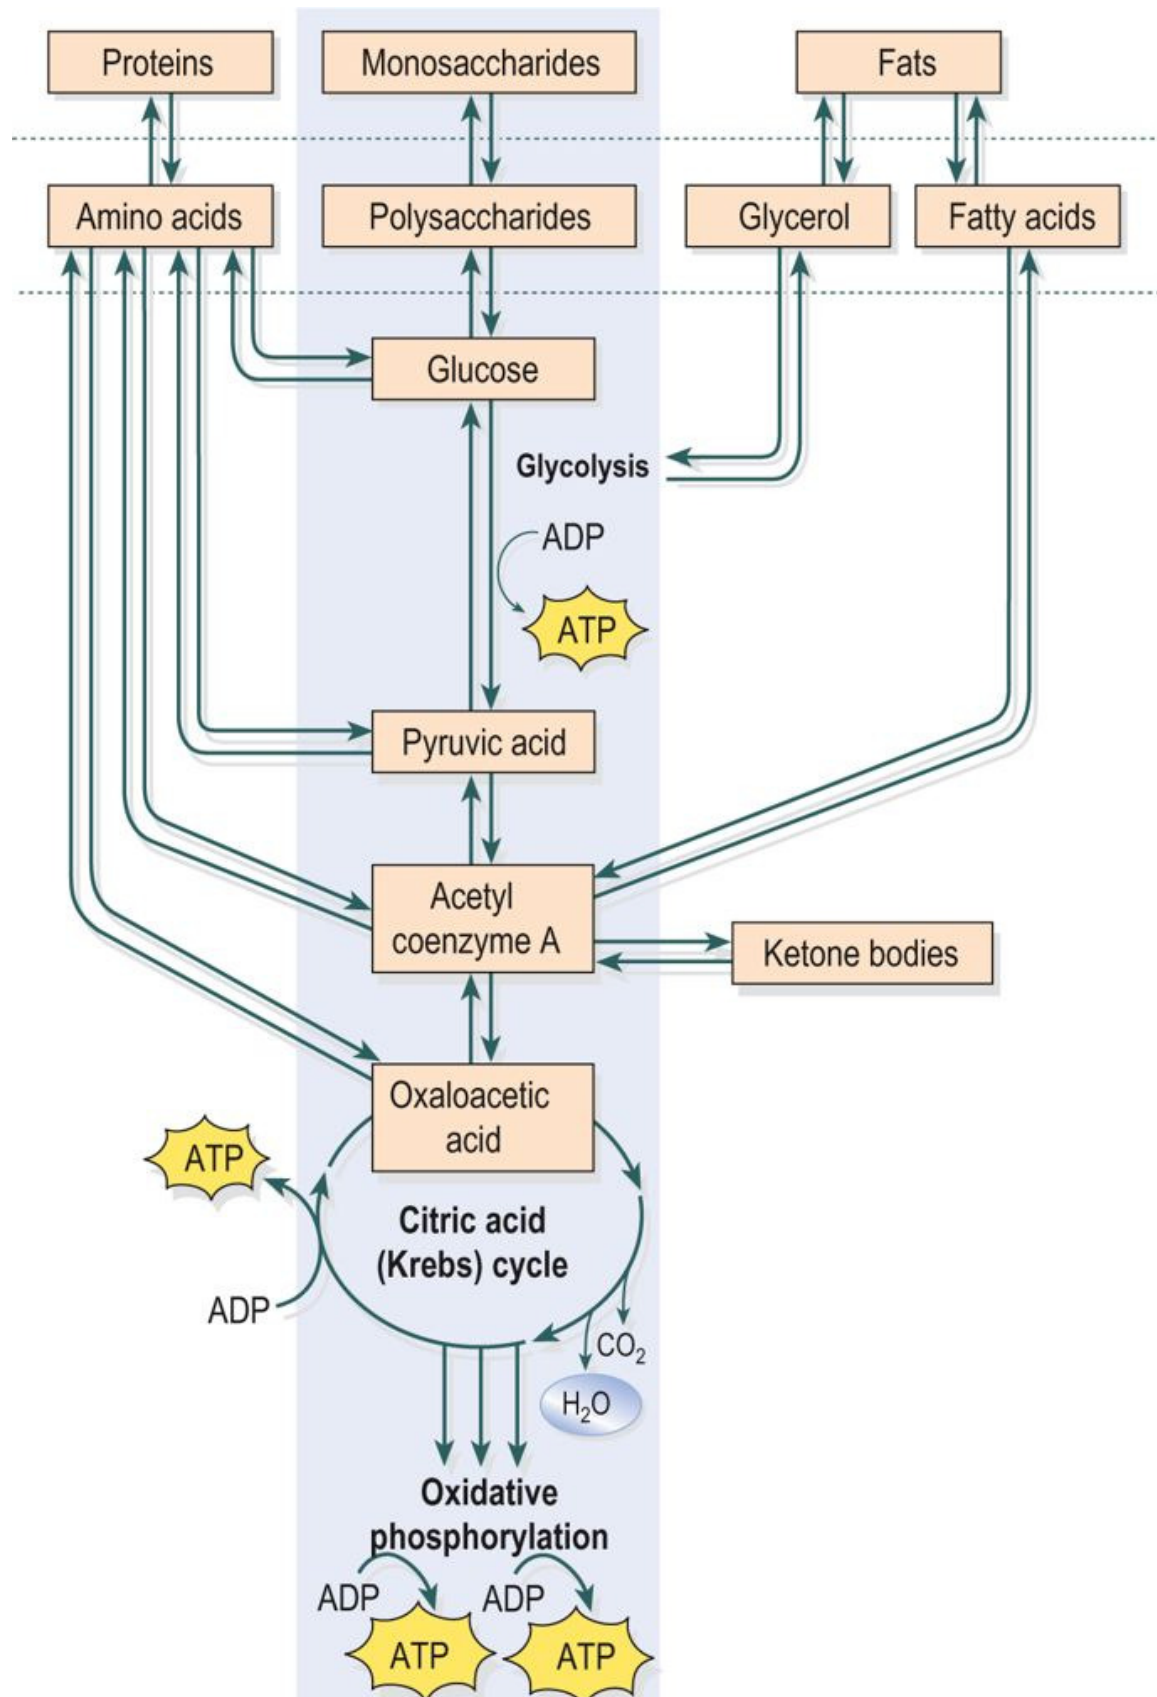 Proteins
Monosaccharides
Fats
Amino acids
Polysaccharides
Glycerol
Fatty acids
Glucose
Glycolysis
ADP
ATP
Pyruvic acid
Acetyl
coenzyme A
Ketone bodies
Oxaloacetic
acid
ATP
Citric acid
(Krebs) cycle
ADP
CO₂
H₂O
Oxidative
phosphorylation
ADP
ADP
ATP
ATP